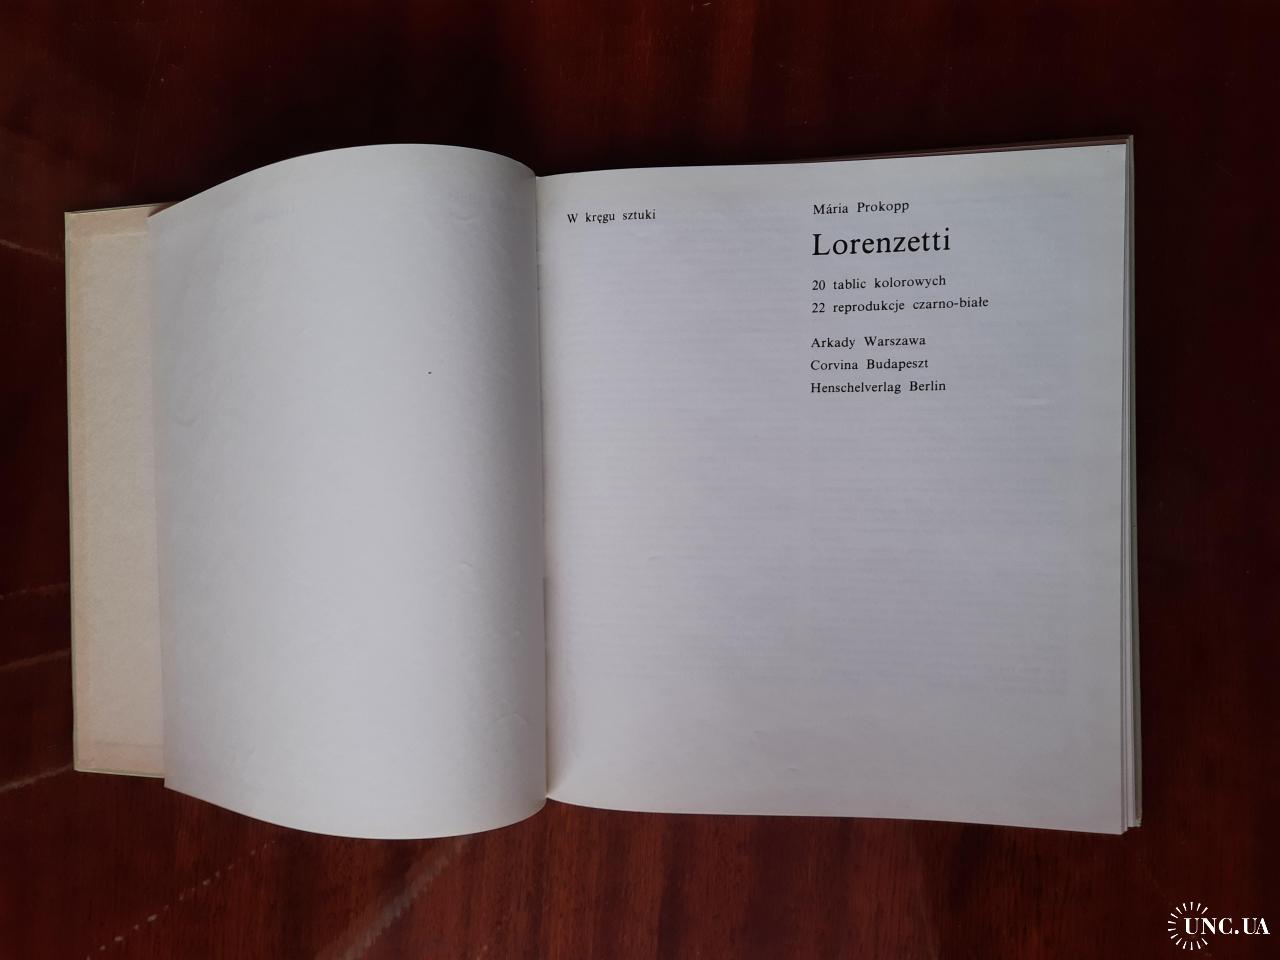 W kręgu sztuki
Mária Prokopp
Lorenzetti
20 tablic kolorowych
22 reprodukcje czarno-białe
Arkady Warszawa
Corvina Budapeszt
Henschelverlag Berlin
UNC.UA